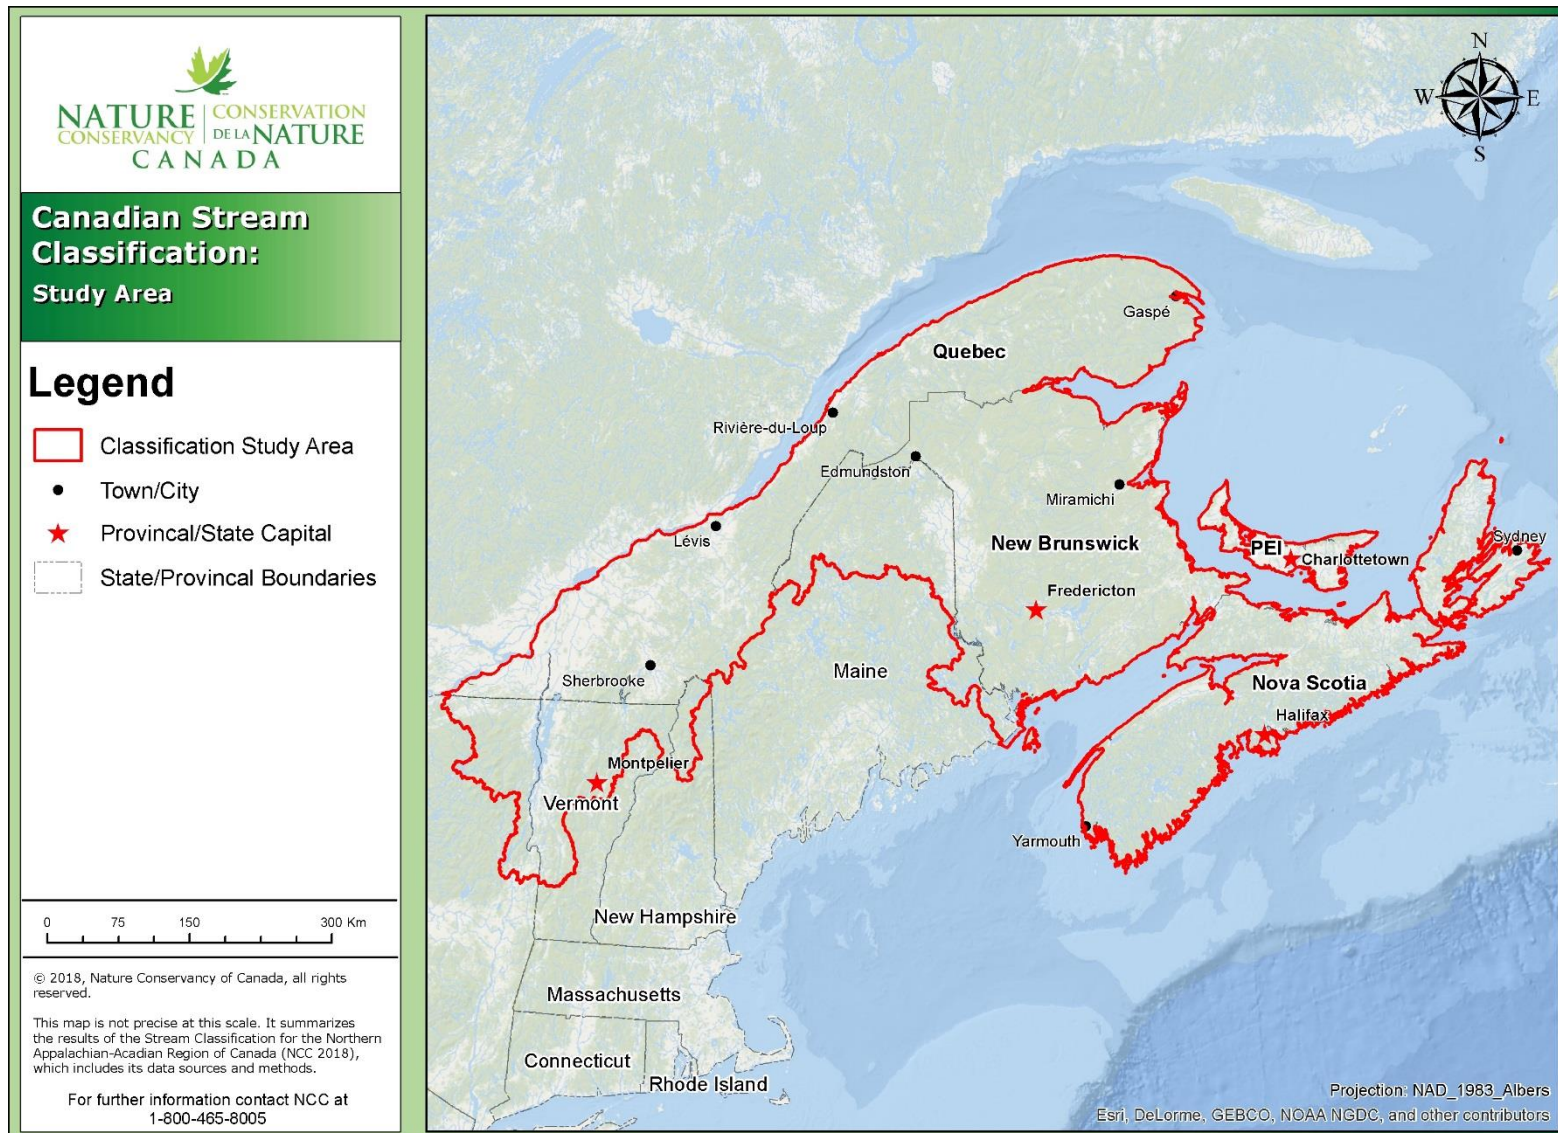 NATURE CONSERVANCY
CONSERVATION DE LA NATURE
CANADA
Canadian Stream
Classification:
Study Area
Legend
Classification Study Area
Town/City
Provincal/State Capital
State/Provincal Boundaries
0 75 150 300 Km
© 2018, Nature Conservancy of Canada, all rights
reserved.
This map is not precise at this scale. It summarizes
the results of the Stream Classification for the Northern
Appalachian-Acadian Region of Canada (NCC 2018),
which includes its data sources and methods.
For further information contact NCC at
1-800-465-8005
N
W E
S
Gaspé
Quebec
Rivière-du-Loup
Edmundston
Miramichi
Lévis
New Brunswick
PEI
Charlottetown
Sydney
Fredericton
Sherbrooke
Maine
Nova Scotia
Halifax
Montpelier
Vermont
Yarmouth
New Hampshire
Massachusetts
Connecticut
Rhode Island
Projection: NAD_1983_Albers
Esri, DeLorme, GEBCO, NOAA NGDC, and other contributors